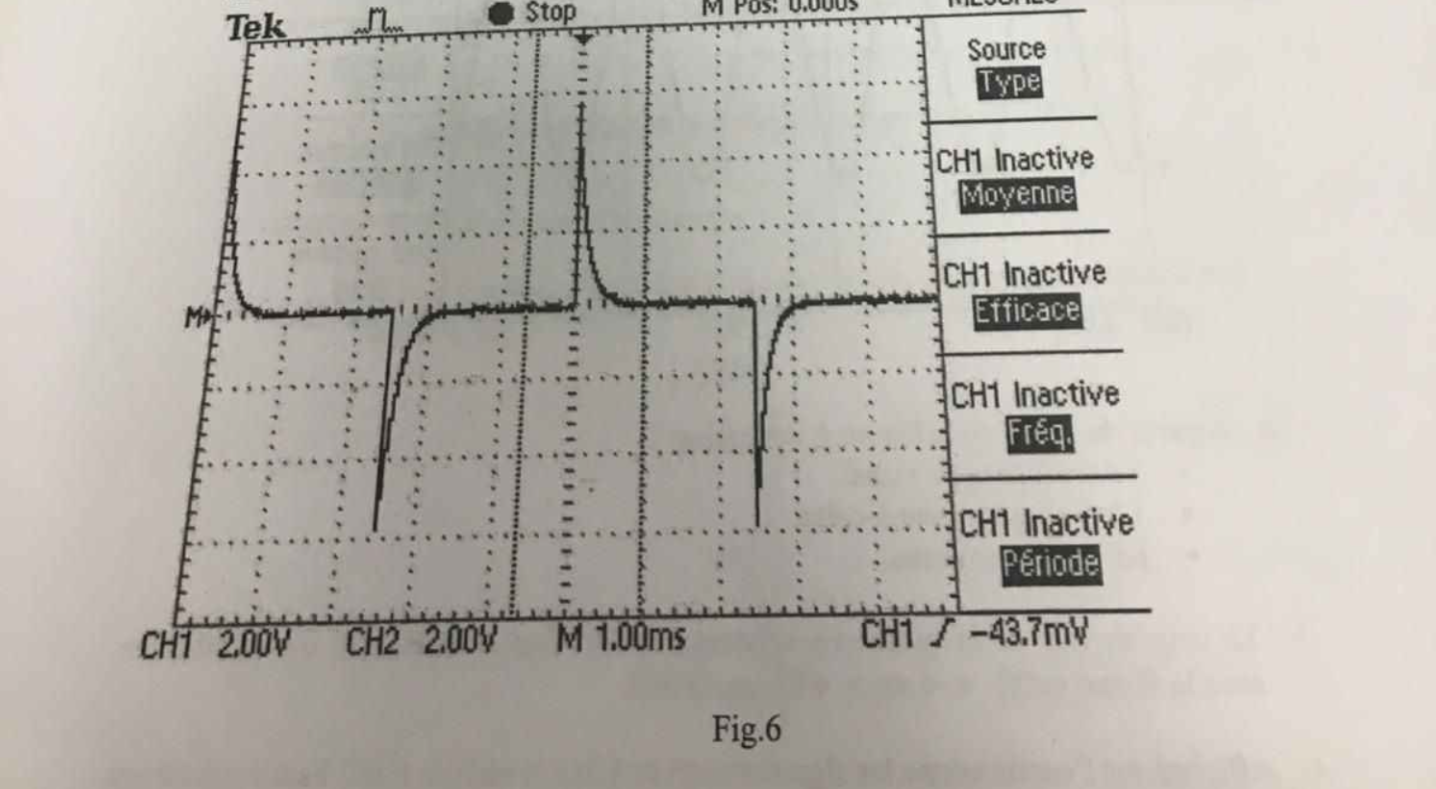 Tek Stop M Pos: 0.000s MESURES
Source
Type
CH1 Inactive
Moyenne
CH1 Inactive
Efficace
CH1 Inactive
Fréq.
CH1 Inactive
Période
M
CH1 2.00V CH2 2.00V M 1.00ms CH1 -43.7mV
Fig.6